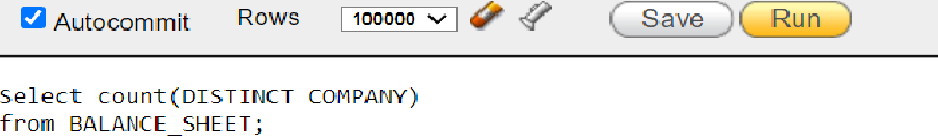 Autocommit Rows 100000 Save Run
Select count(DISTINCT COMPANY)
from BALANCE_SHEET;